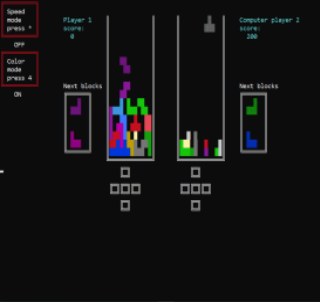 Speed
mode
press *
OFF
Color
mode
press 4
ON
Player 1
score:
0
Next blocks
Computer player 2
score:
200
Next blocks